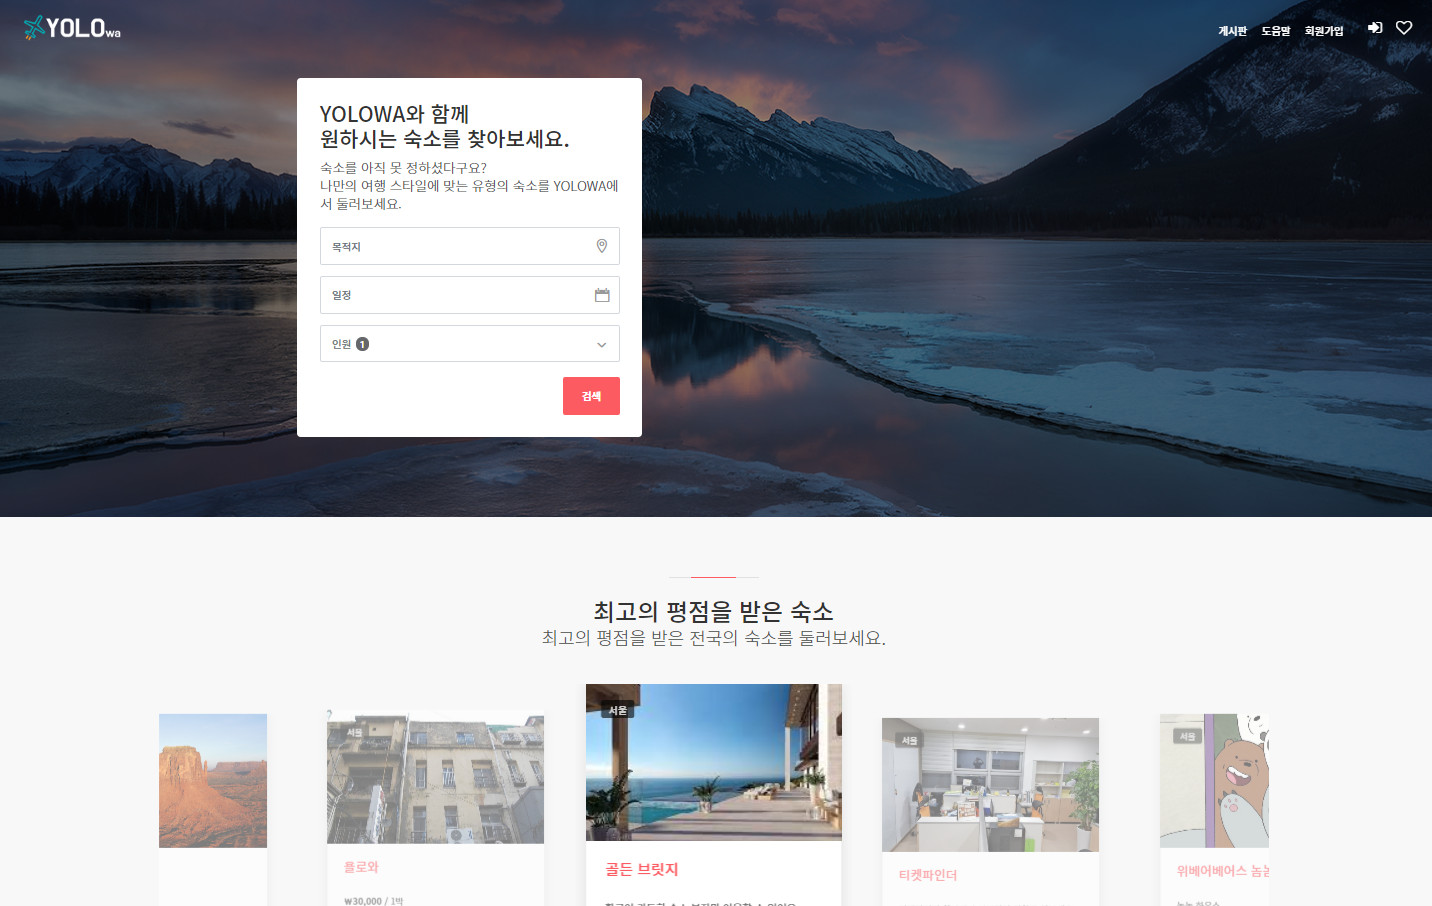 YOLOwa
게시판 도움말 회원가입
YOLOWA와 함께
원하시는 숙소를 찾아보세요.
숙소를 아직 못 정하셨다구요?
나만의 여행 스타일에 맞는 유형의 숙소를 YOLOWA에
서 둘러보세요.
목적지
일정
인원 1
검색
최고의 평점을 받은 숙소
최고의 평점을 받은 전국의 숙소를 둘러보세요.
서울
서울
서울
서울
욜로와
₩30,000 / 1박
골든 브릿지
티켓파인더
위베어베어스 놈놈